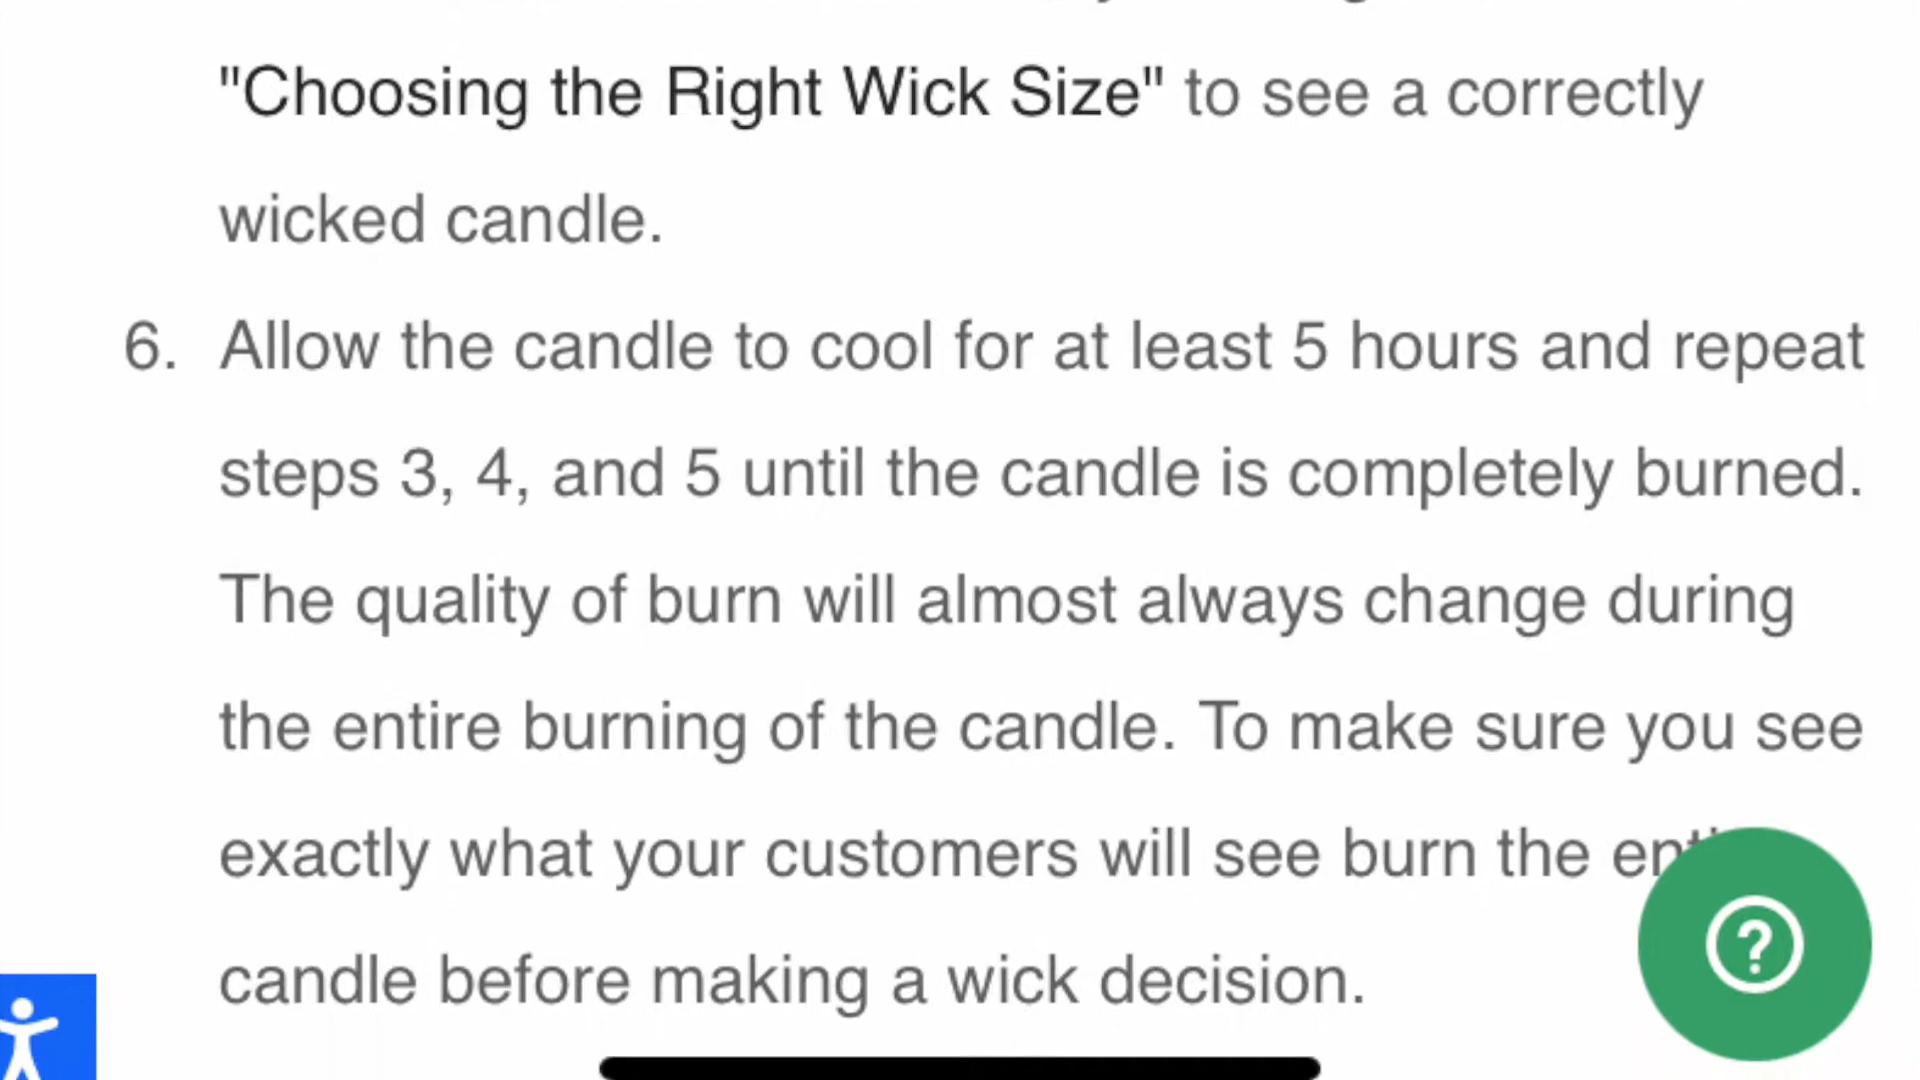 "Choosing the Right Wick Size" to see a correctly
wicked candle.
6. Allow the candle to cool for at least 5 hours and repeat
steps 3, 4, and 5 until the candle is completely burned.
The quality of burn will almost always change during
the entire burning of the candle. To make sure you see
exactly what your customers will see burn the
candle before making a wick decision.